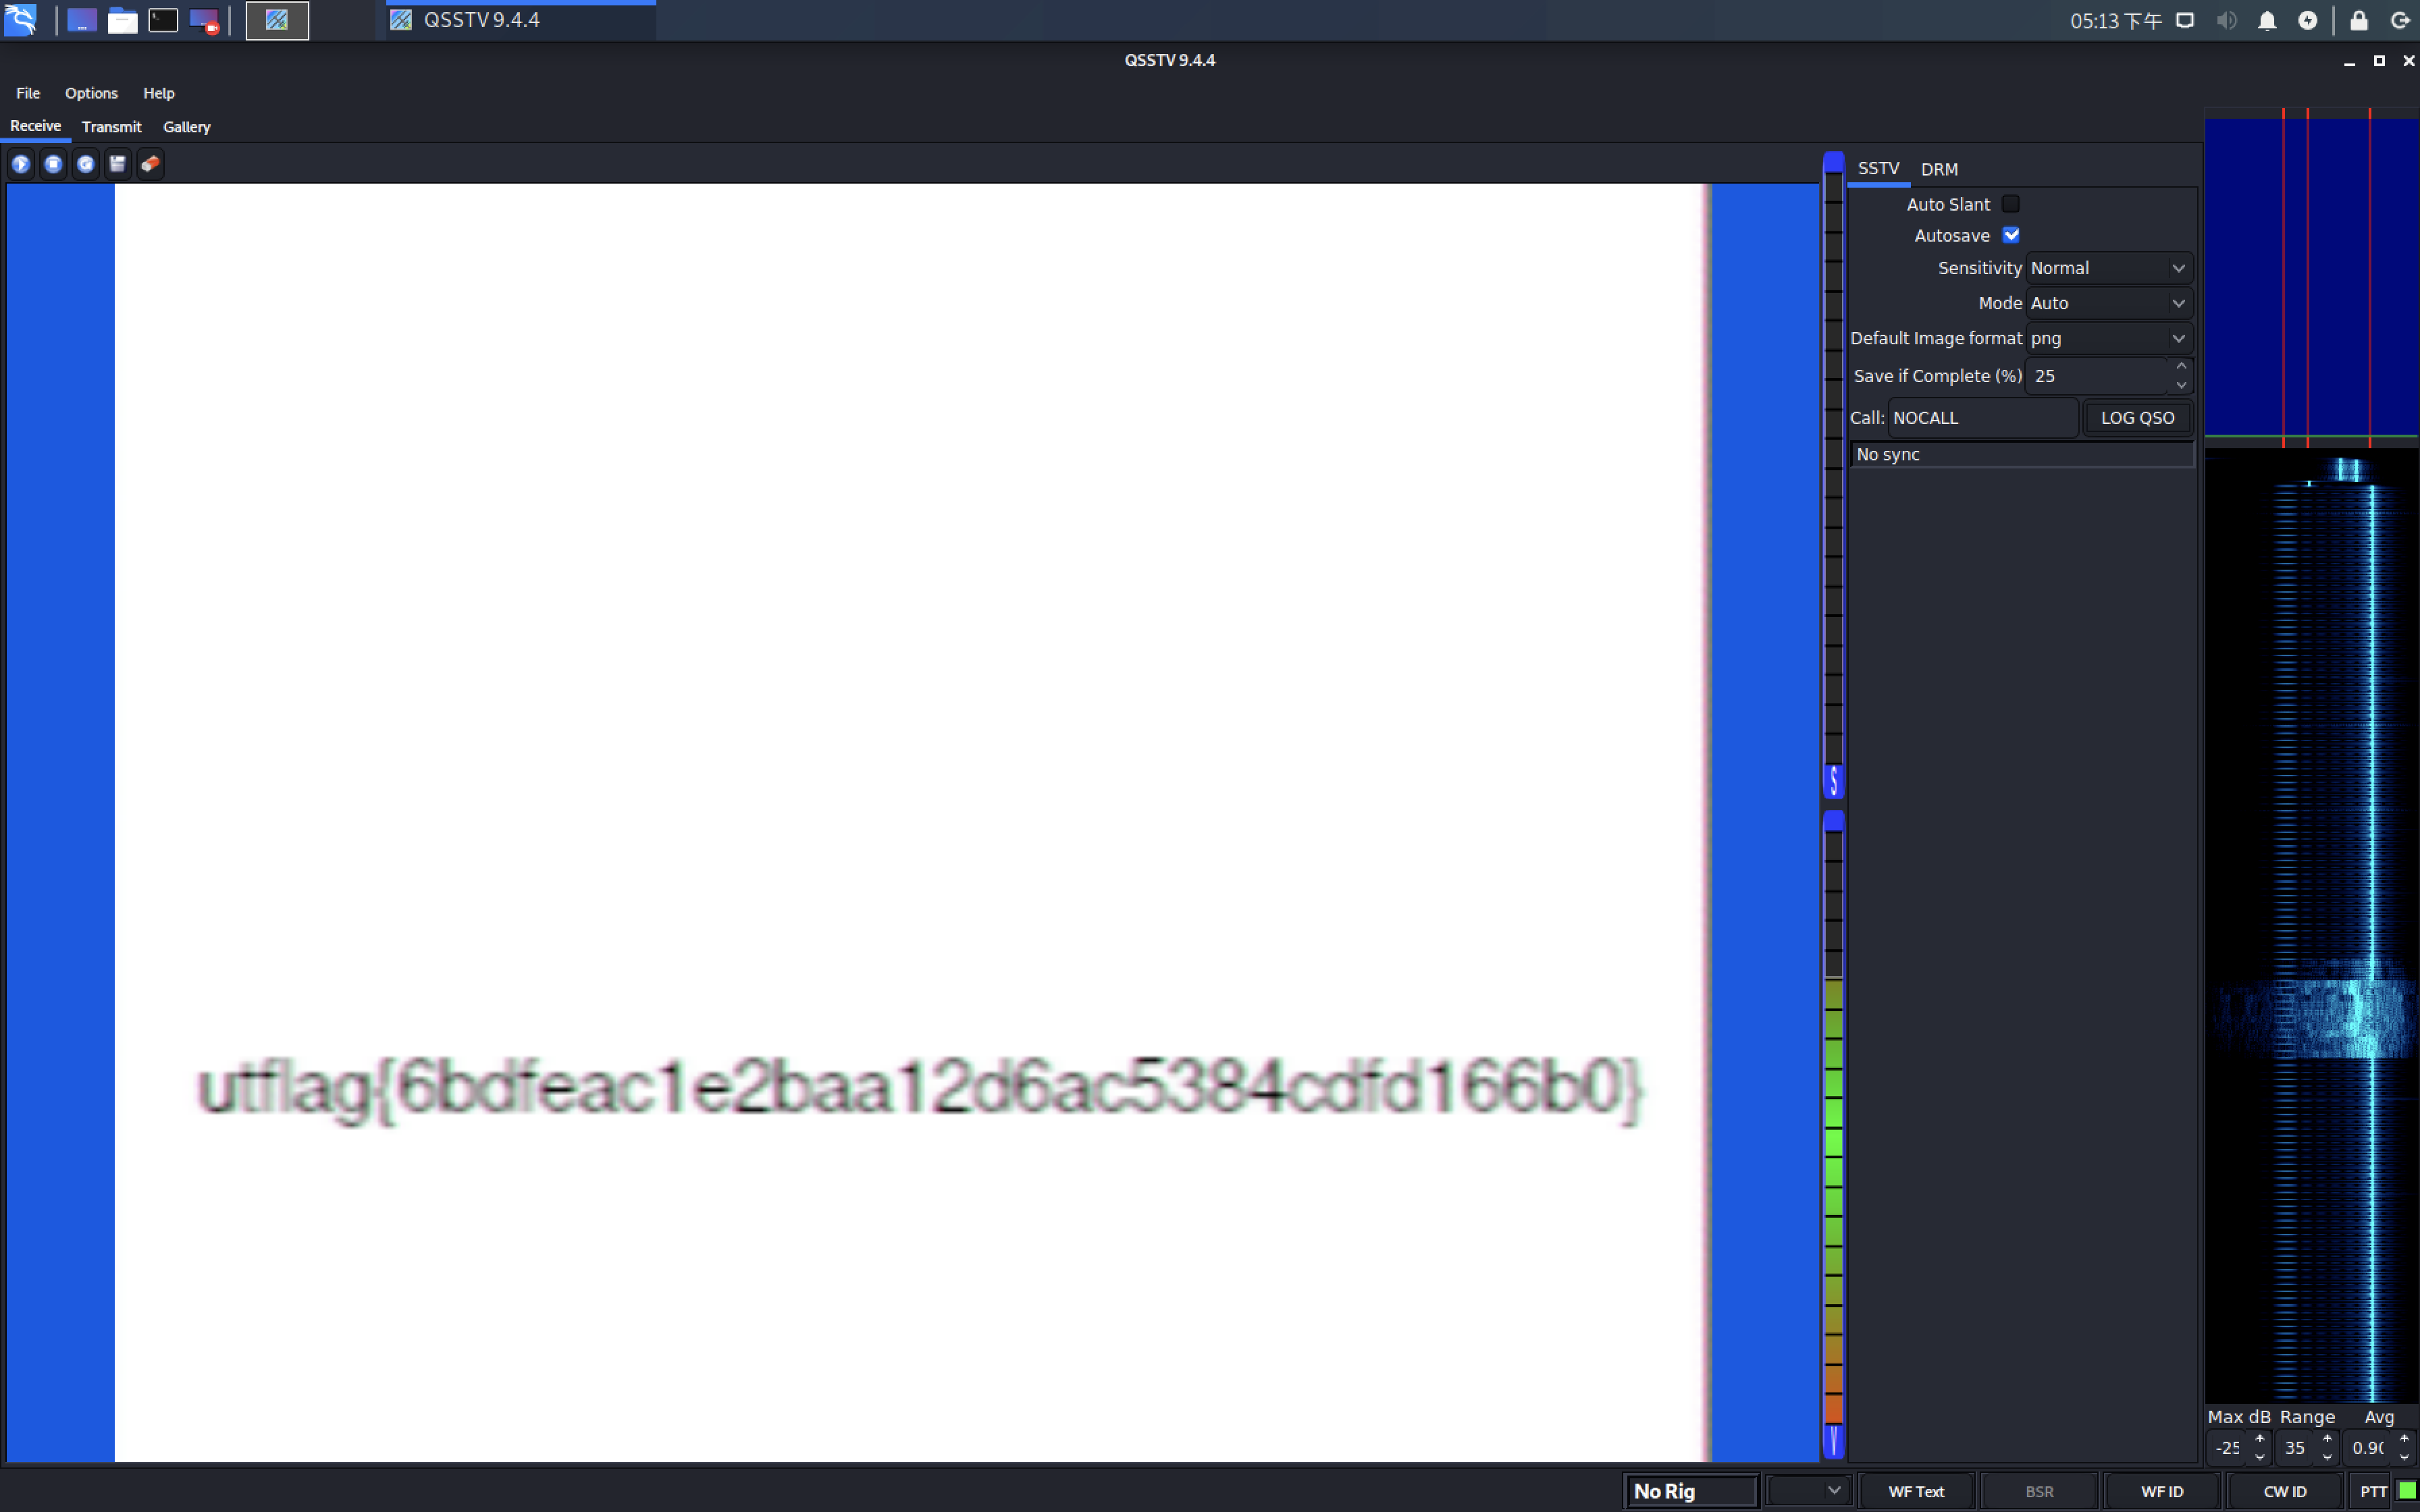 QSSTV 9.4.4
05:13 下午
QSSTV 9.4.4
File Options Help
Receive Transmit Gallery
SSTV DRM
Auto Slant
Autosave
Sensitivity Normal
Mode Auto
Default Image format png
Save if Complete (%) 25
Call: NOCALL LOG QSO
No sync
S
utflag{6bdfeac1e2baa12d6ac5384cdfd166b0}
V
Max dB Range Avg
-25 35 0.90
No Rig WF Text BSR WF ID CW ID PTT